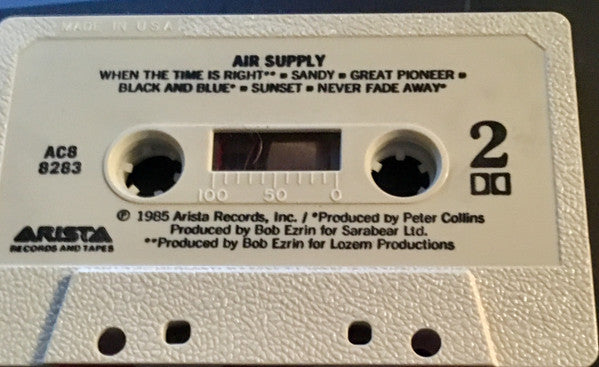 MADE IN U.S.A.
AIR SUPPLY
WHEN THE TIME IS RIGHT** ▪ SANDY ▪ GREAT PIONEER ▪
BLACK AND BLUE* ▪ SUNSET ▪ NEVER FADE AWAY*
AC8
8283
2
100 50 0
℗ 1985 Arista Records, Inc. / *Produced by Peter Collins
Produced by Bob Ezrin for Sarabear Ltd.
**Produced by Bob Ezrin for Lozem Productions
ARISTA
RECORDS AND TAPES